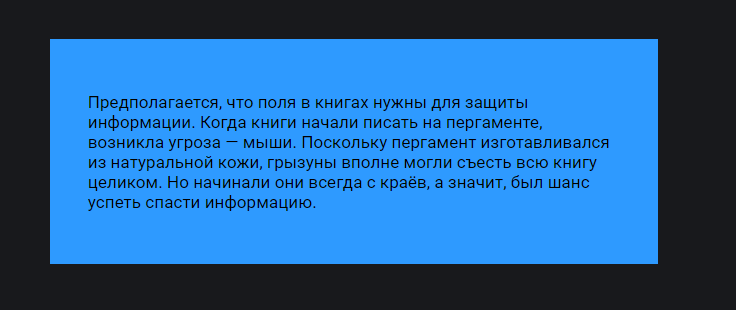 Предполагается, что поля в книгах нужны для защиты
информации. Когда книги начали писать на пергаменте,
возникла угроза — мыши. Поскольку пергамент изготавливался
из натуральной кожи, грызуны вполне могли съесть всю книгу
целиком. Но начинали они всегда с краёв, а значит, был шанс
успеть спасти информацию.